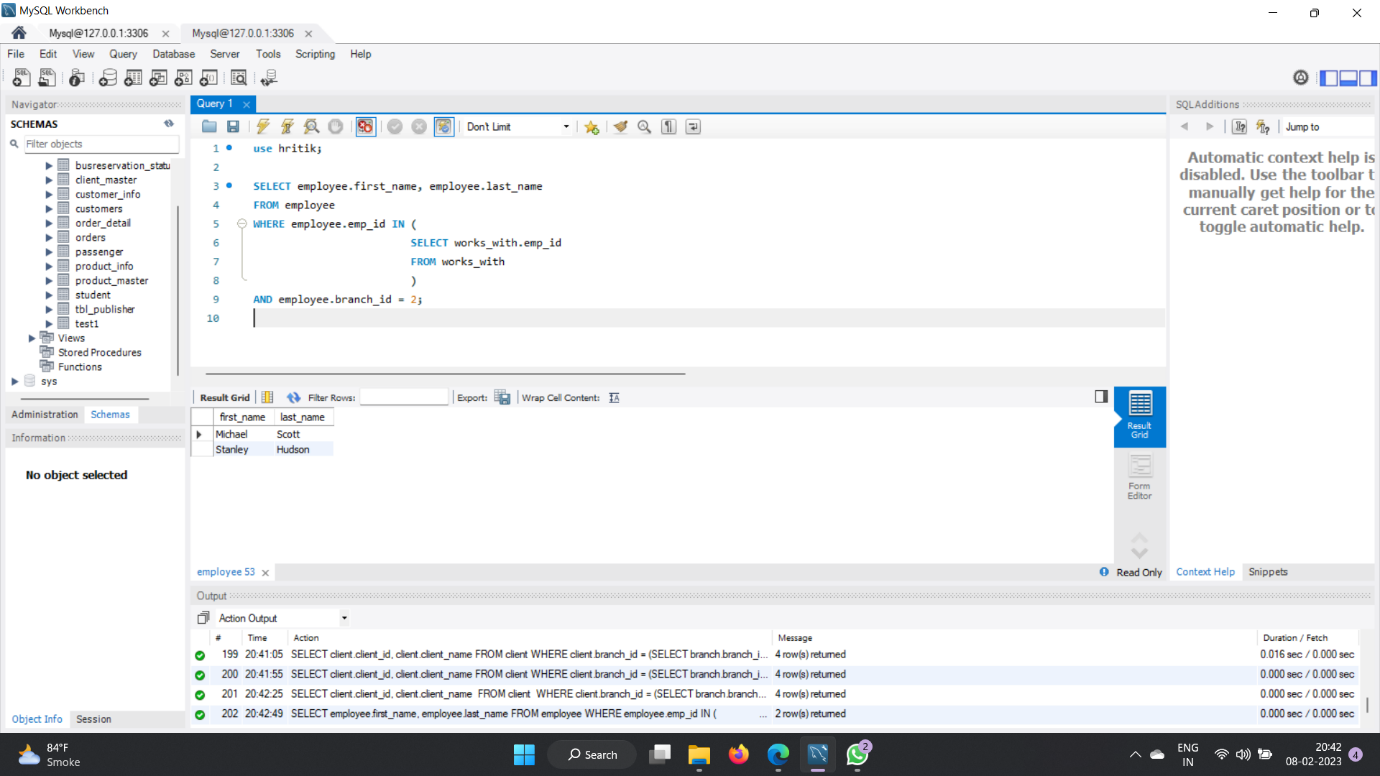 MySQL Workbench
Mysql@127.0.0.1:3306
Mysql@127.0.0.1:3306
File Edit View Query Database Server Tools Scripting Help
Navigator
SCHEMAS
Filter objects
busreservation_statu
client_master
customer_info
customers
order_detail
orders
passenger
product_info
product_master
student
tbl_publisher
test1
Views
Stored Procedures
Functions
sys
Administration Schemas
Information
No object selected
Object Info Session
Query 1
Don't Limit
1 use hritik;
2
3 SELECT employee.first_name, employee.last_name
4 FROM employee
5 WHERE employee.emp_id IN (
6 SELECT works_with.emp_id
7 FROM works_with
8 )
9 AND employee.branch_id = 2;
10
Result Grid Filter Rows: Export: Wrap Cell Content:
first_name last_name
Michael Scott
Stanley Hudson
Result
Grid
Form
Editor
employee 53
Read Only
SQLAdditions
Jump to
Automatic context help is
disabled. Use the toolbar t
manually get help for the
current caret position or to
toggle automatic help.
Context Help Snippets
Output
Action Output
# Time Action Message Duration / Fetch
199 20:41:05 SELECT client.client_id, client.client_name FROM client WHERE client.branch_id = (SELECT branch.branch_i... 4 row(s) returned 0.016 sec / 0.000 sec
200 20:41:55 SELECT client.client_id, client.client_name FROM client WHERE client.branch_id = (SELECT branch.branch_i... 4 row(s) returned 0.000 sec / 0.000 sec
201 20:42:25 SELECT client.client_id, client.client_name FROM client WHERE client.branch_id = (SELECT branch.branch... 4 row(s) returned 0.000 sec / 0.000 sec
202 20:42:49 SELECT employee.first_name, employee.last_name FROM employee WHERE employee.emp_id IN ( ... 2 row(s) returned 0.000 sec / 0.000 sec
84°F
Smoke
Search
2
ENG
IN
20:42
08-02-2023
4